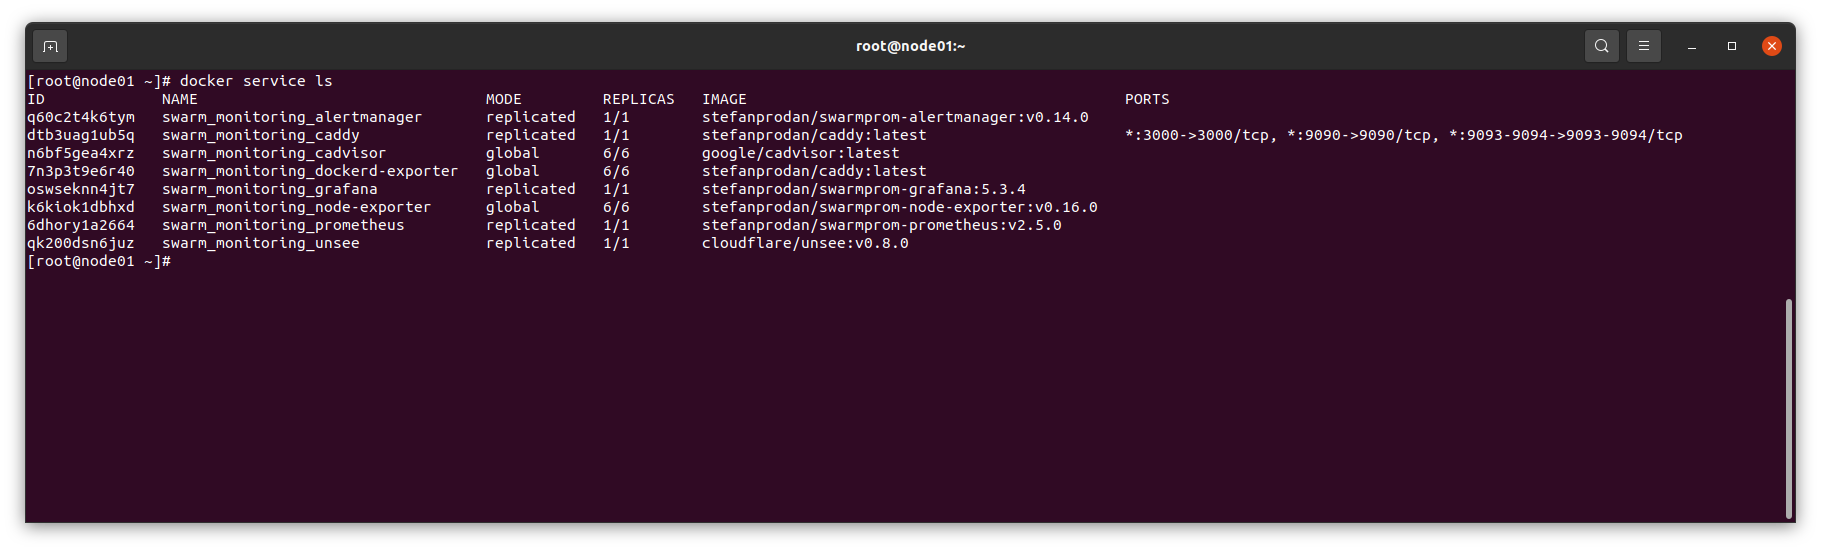 root@node01:~
[root@node01 ~]# docker service ls
ID NAME MODE REPLICAS IMAGE PORTS
q60c2t4k6tym swarm_monitoring_alertmanager replicated 1/1 stefanprodan/swarmprom-alertmanager:v0.14.0
dtb3uag1ub5q swarm_monitoring_caddy replicated 1/1 stefanprodan/caddy:latest *:3000->3000/tcp, *:9090->9090/tcp, *:9093-9094->9093-9094/tcp
n6bf5gea4xrz swarm_monitoring_cadvisor global 6/6 google/cadvisor:latest
7n3p3t9e6r40 swarm_monitoring_dockerd-exporter global 6/6 stefanprodan/caddy:latest
oswseknn4jt7 swarm_monitoring_grafana replicated 1/1 stefanprodan/swarmprom-grafana:5.3.4
k6kiok1dbhxd swarm_monitoring_node-exporter global 6/6 stefanprodan/swarmprom-node-exporter:v0.16.0
6dhory1a2664 swarm_monitoring_prometheus replicated 1/1 stefanprodan/swarmprom-prometheus:v2.5.0
qk200dsn6juz swarm_monitoring_unsee replicated 1/1 cloudflare/unsee:v0.8.0
[root@node01 ~]#